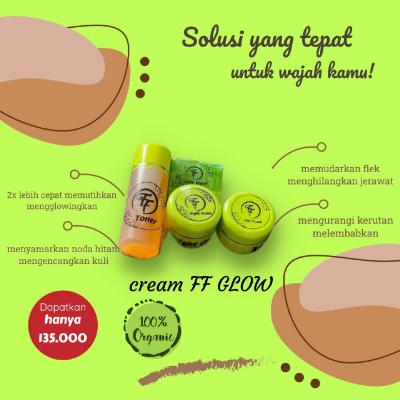 Solusi yang tepat
untuk wajah kamu!
2x lebih cepat memutihkan
mengglowingkan
menyamarkan noda hitam
mengencangkan kuli
memudarkan flek
menghilangkan jerawat
mengurangi kerutan
melembabkan
FF
Toner
FF
Night Cream
FF
cream FF GLOW
Dapatkan
hanya
135.000
100%
Organic